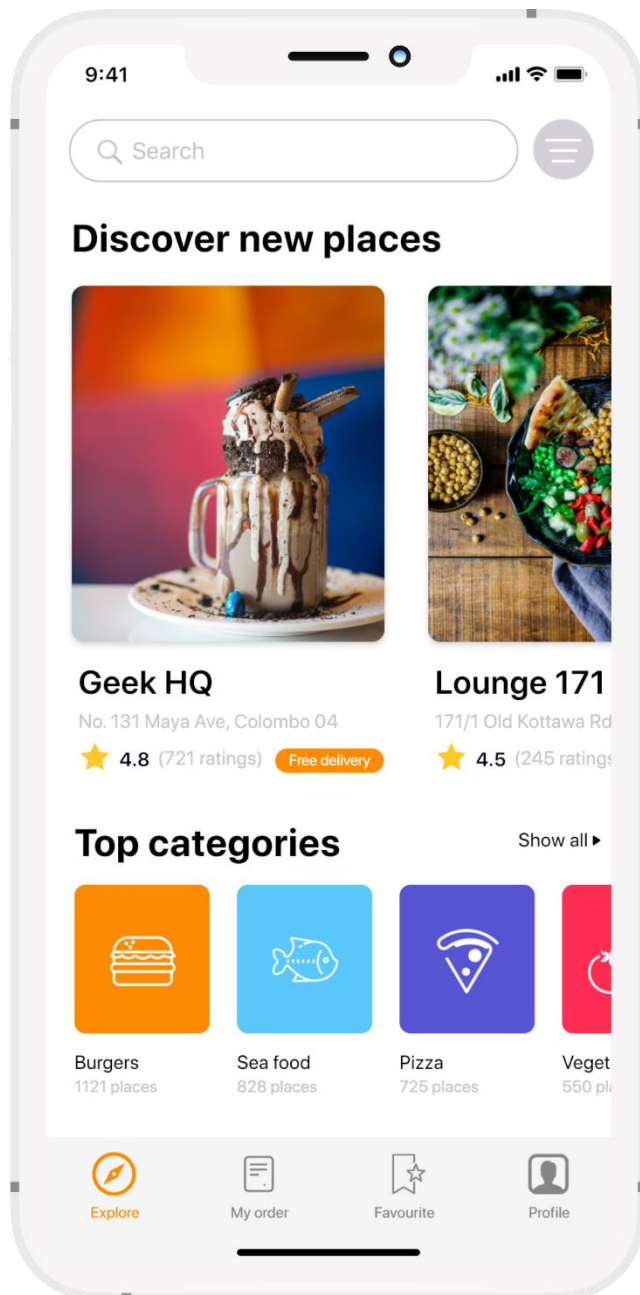 9:41
Search
Discover new places
Geek HQ
No. 131 Maya Ave, Colombo 04
4.8 (721 ratings) Free delivery
Lounge 171
171/1 Old Kottawa Rd
4.5 (245 ratings
Top categories
Show all
Burgers
1121 places
Sea food
828 places
Pizza
725 places
Veget
550 pla
Explore
My order
Favourite
Profile